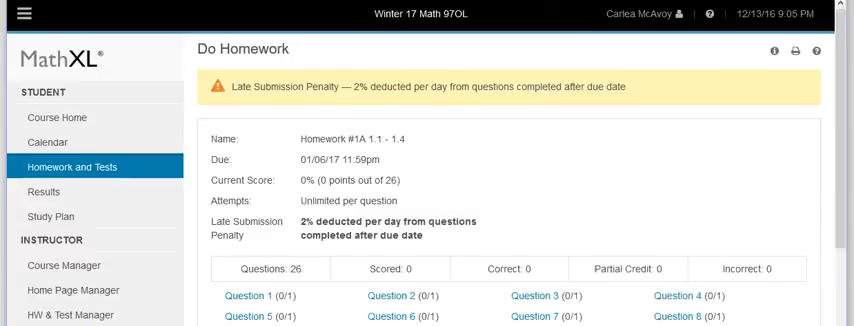 Winter 17 Math 97OL
Carlea McAvoy
12/13/16 9:05 PM
MathXL®
Do Homework
Late Submission Penalty — 2% deducted per day from questions completed after due date
STUDENT
Course Home
Calendar
Homework and Tests
Results
Study Plan
INSTRUCTOR
Course Manager
Home Page Manager
HW & Test Manager
Name: Homework #1A 1.1 - 1.4
Due: 01/06/17 11:59pm
Current Score: 0% (0 points out of 26)
Attempts: Unlimited per question
Late Submission 2% deducted per day from questions
Penalty completed after due date
Questions: 26 Scored: 0 Correct: 0 Partial Credit: 0 Incorrect: 0
Question 1 (0/1) Question 2 (0/1) Question 3 (0/1) Question 4 (0/1)
Question 5 (0/1) Question 6 (0/1) Question 7 (0/1) Question 8 (0/1)